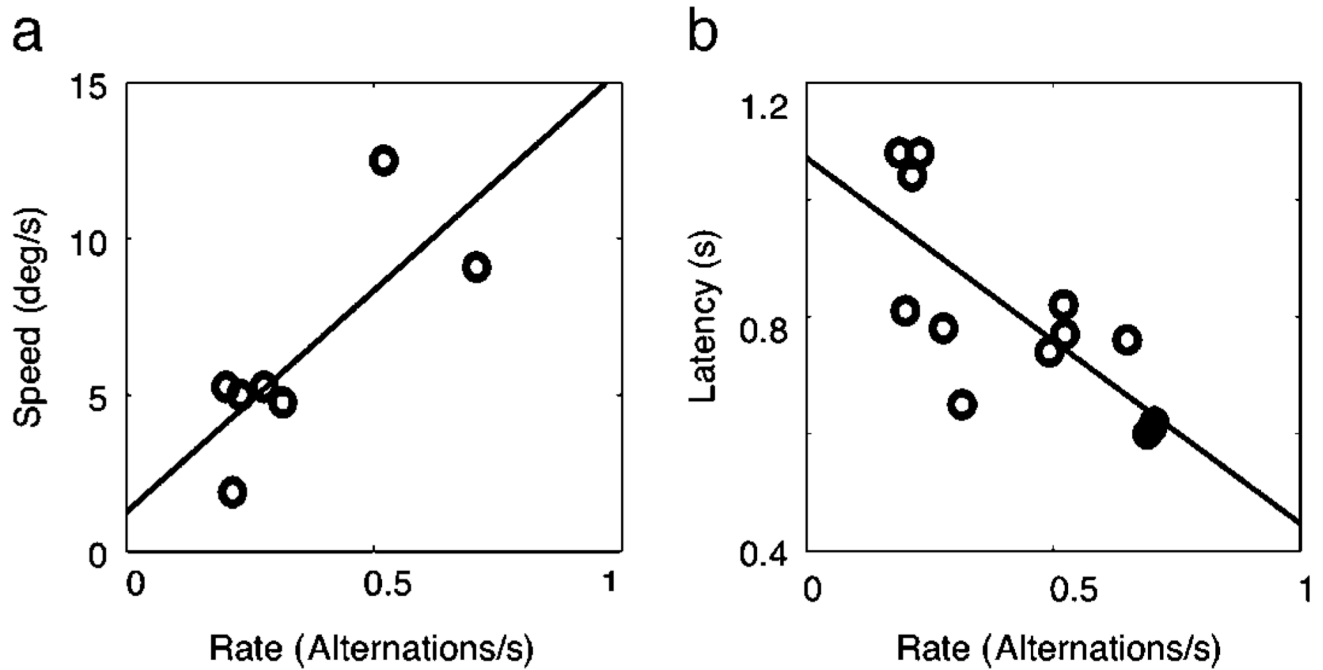 a
15
10
5
0
Speed (deg/s)
0 0.5 1
Rate (Alternations/s)
b
1.2
0.8
0.4
Latency (s)
0 0.5 1
Rate (Alternations/s)